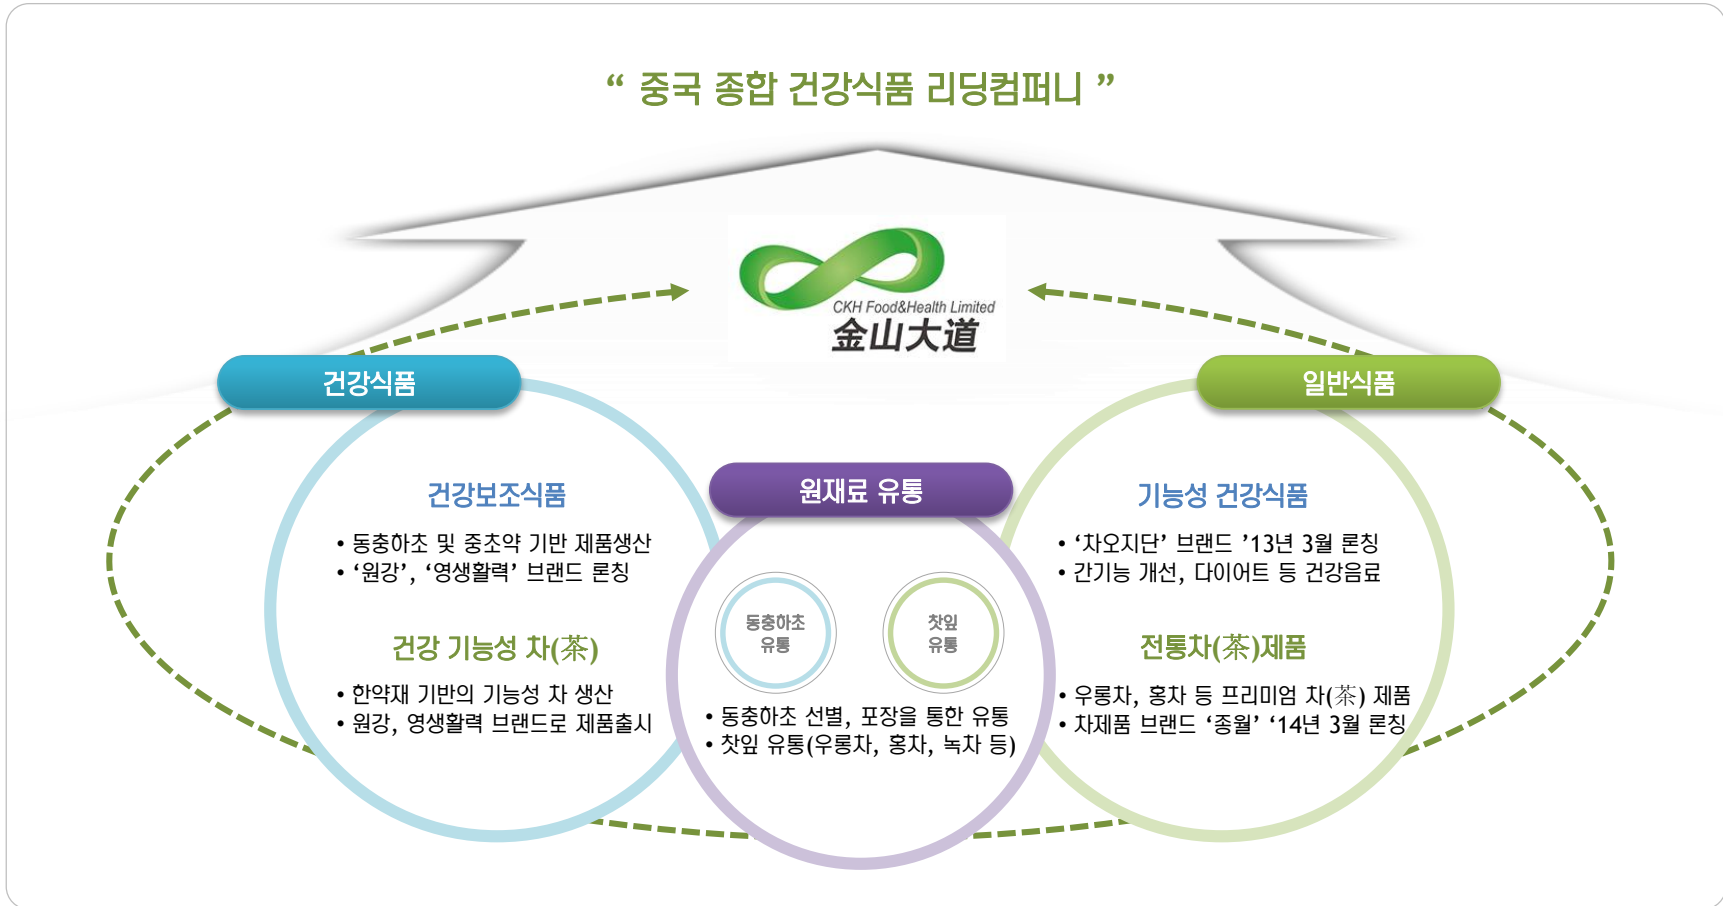 “ 중국 종합 건강식품 리딩컴퍼니 ”
CKH Food&Health Limited
金山大道
건강식품
건강보조식품
• 동충하초 및 중초약 기반 제품생산
• ‘원강’, ‘영생활력’ 브랜드 론칭
건강 기능성 차(茶)
• 한약재 기반의 기능성 차 생산
• 원강, 영생활력 브랜드로 제품출시
원재료 유통
동충하초
유통
찻잎
유통
• 동충하초 선별, 포장을 통한 유통
• 찻잎 유통(우롱차, 홍차, 녹차 등)
일반식품
기능성 건강식품
• ‘차오지단’ 브랜드 ’13년 3월 론칭
• 간기능 개선, 다이어트 등 건강음료
전통차(茶)제품
• 우롱차, 홍차 등 프리미엄 차(茶) 제품
• 차제품 브랜드 ‘종월’ ‘14년 3월 론칭